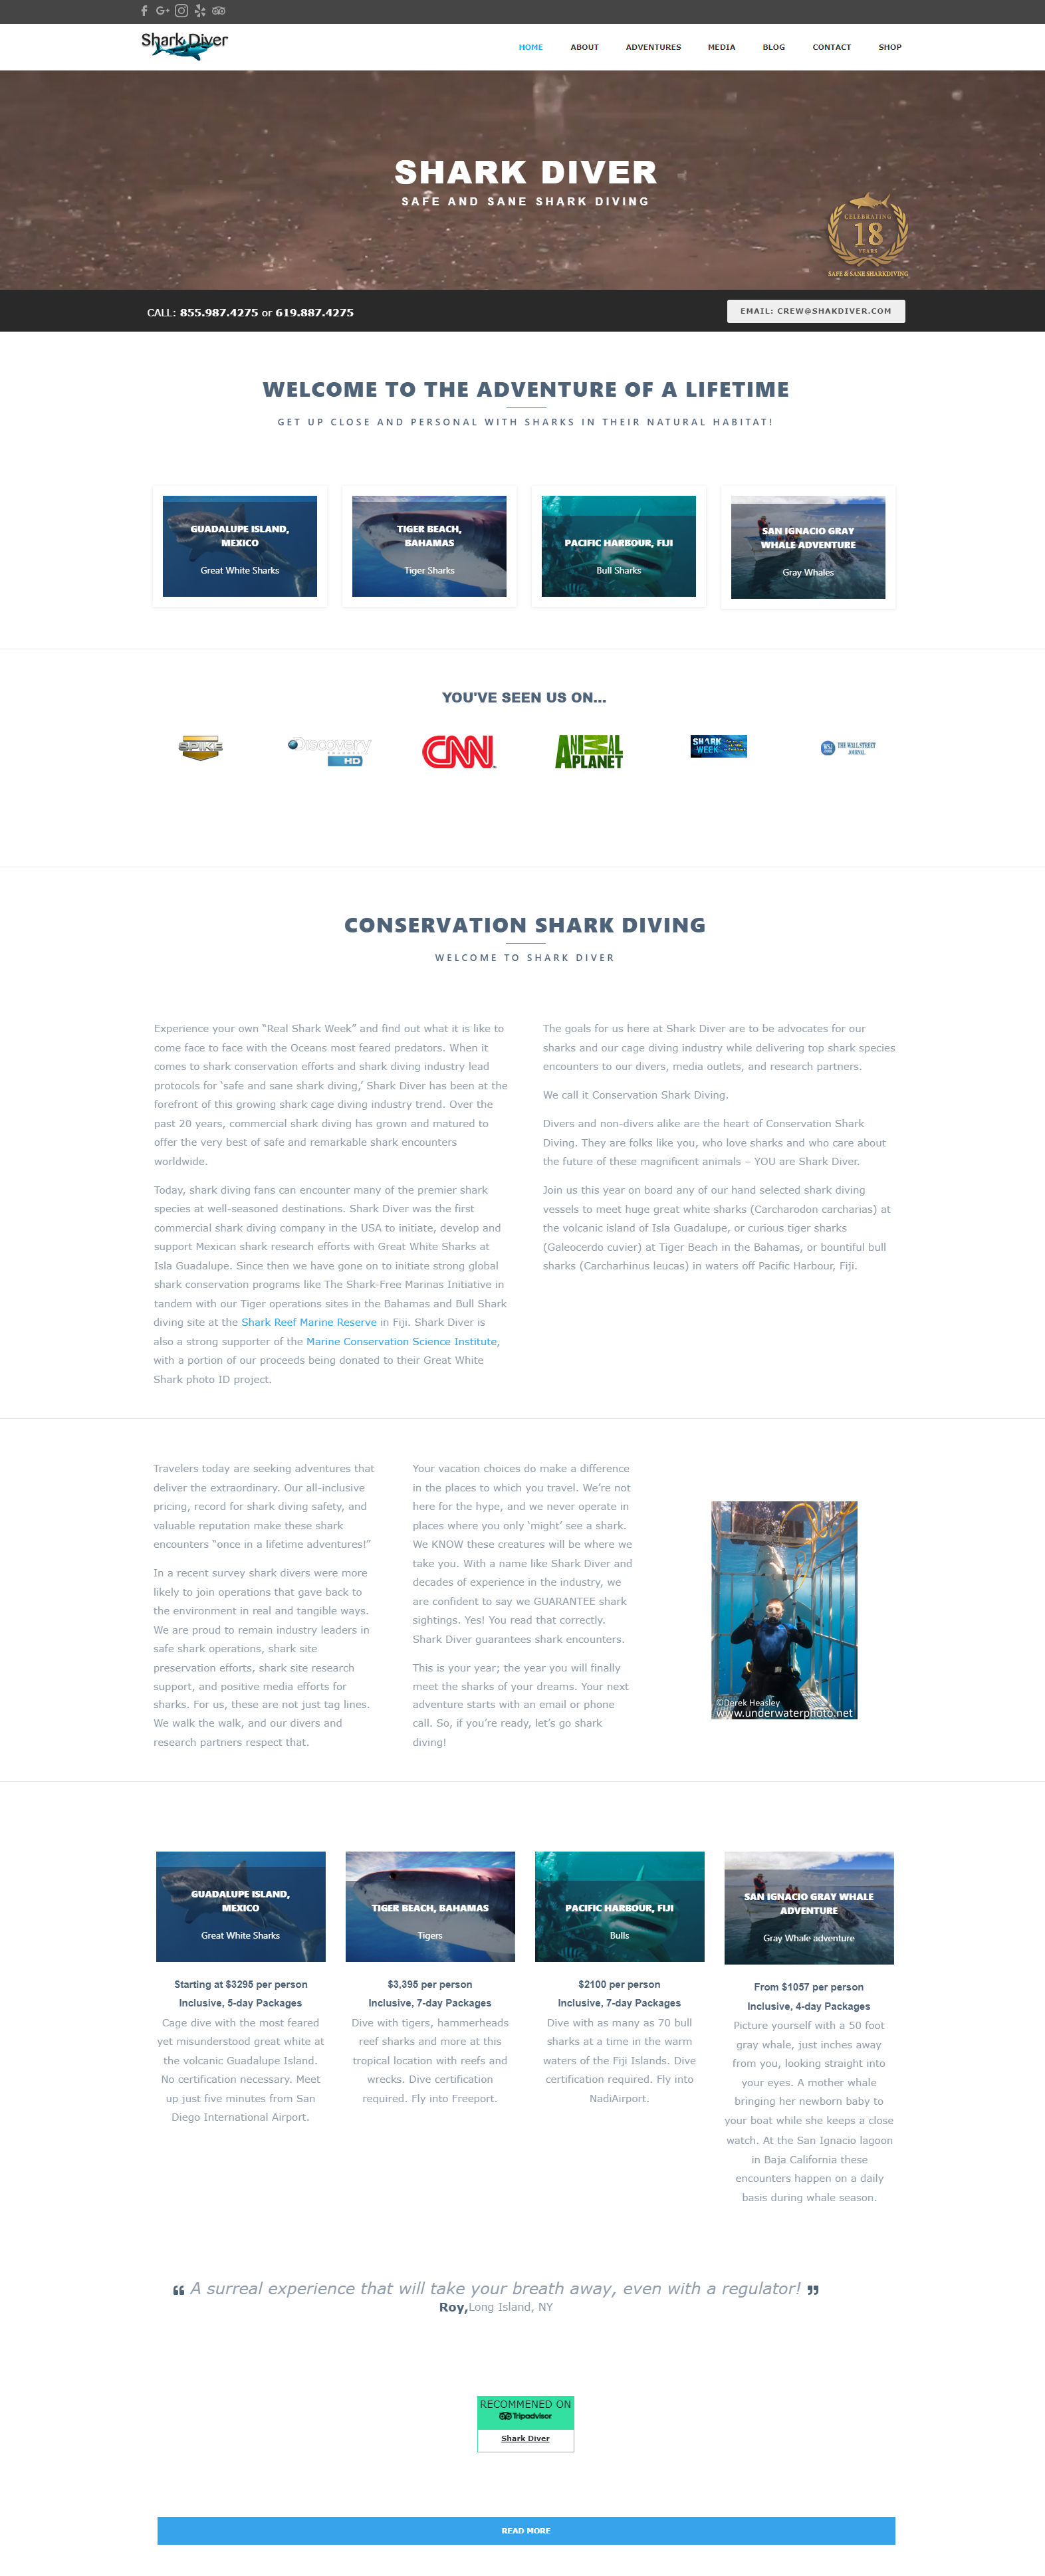 Shark Diver
HOME ABOUT ADVENTURES MEDIA BLOG CONTACT SHOP
SHARK DIVER
SAFE AND SANE SHARK DIVING
CELEBRATING
18
YEARS
SAFE & SANE SHARKDIVING
CALL: 855.987.4275 or 619.887.4275
EMAIL: CREW@SHAKDIVER.COM
WELCOME TO THE ADVENTURE OF A LIFETIME
GET UP CLOSE AND PERSONAL WITH SHARKS IN THEIR NATURAL HABITAT!
GUADALUPE ISLAND,
MEXICO
Great White Sharks
TIGER BEACH,
BAHAMAS
Tiger Sharks
PACIFIC HARBOUR, FIJI
Bull Sharks
SAN IGNACIO GRAY
WHALE ADVENTURE
Gray Whales
YOU'VE SEEN US ON...
SPIKE
Discovery
CHANNEL
HD
CNN
ANIMAL
PLANET
SHARK
WEEK
WSJ
THE WALL STREET
JOURNAL
CONSERVATION SHARK DIVING
WELCOME TO SHARK DIVER
Experience your own “Real Shark Week” and find out what it is like to
come face to face with the Oceans most feared predators. When it
comes to shark conservation efforts and shark diving industry lead
protocols for ‘safe and sane shark diving,’ Shark Diver has been at the
forefront of this growing shark cage diving industry trend. Over the
past 20 years, commercial shark diving has grown and matured to
offer the very best of safe and remarkable shark encounters
worldwide.
Today, shark diving fans can encounter many of the premier shark
species at well-seasoned destinations. Shark Diver was the first
commercial shark diving company in the USA to initiate, develop and
support Mexican shark research efforts with Great White Sharks at
Isla Guadalupe. Since then we have gone on to initiate strong global
shark conservation programs like The Shark-Free Marinas Initiative in
tandem with our Tiger operations sites in the Bahamas and Bull Shark
diving site at the Shark Reef Marine Reserve in Fiji. Shark Diver is
also a strong supporter of the Marine Conservation Science Institute,
with a portion of our proceeds being donated to their Great White
Shark photo ID project.
The goals for us here at Shark Diver are to be advocates for our
sharks and our cage diving industry while delivering top shark species
encounters to our divers, media outlets, and research partners.
We call it Conservation Shark Diving.
Divers and non-divers alike are the heart of Conservation Shark
Diving. They are folks like you, who love sharks and who care about
the future of these magnificent animals – YOU are Shark Diver.
Join us this year on board any of our hand selected shark diving
vessels to meet huge great white sharks (Carcharodon carcharias) at
the volcanic island of Isla Guadalupe, or curious tiger sharks
(Galeocerdo cuvier) at Tiger Beach in the Bahamas, or bountiful bull
sharks (Carcharhinus leucas) in waters off Pacific Harbour, Fiji.
Travelers today are seeking adventures that
deliver the extraordinary. Our all-inclusive
pricing, record for shark diving safety, and
valuable reputation make these shark
encounters “once in a lifetime adventures!”
In a recent survey shark divers were more
likely to join operations that gave back to
the environment in real and tangible ways.
We are proud to remain industry leaders in
safe shark operations, shark site
preservation efforts, shark site research
support, and positive media efforts for
sharks. For us, these are not just tag lines.
We walk the walk, and our divers and
research partners respect that.
Your vacation choices do make a difference
in the places to which you travel. We’re not
here for the hype, and we never operate in
places where you only ‘might’ see a shark.
We KNOW these creatures will be where we
take you. With a name like Shark Diver and
decades of experience in the industry, we
are confident to say we GUARANTEE shark
sightings. Yes! You read that correctly.
Shark Diver guarantees shark encounters.
This is your year; the year you will finally
meet the sharks of your dreams. Your next
adventure starts with an email or phone
call. So, if you’re ready, let’s go shark
diving!
©Derek Heasley
www.underwaterphoto.net
GUADALUPE ISLAND,
MEXICO
Great White Sharks
Starting at $3295 per person
Inclusive, 5-day Packages
Cage dive with the most feared
yet misunderstood great white at
the volcanic Guadalupe Island.
No certification necessary. Meet
up just five minutes from San
Diego International Airport.
TIGER BEACH, BAHAMAS
Tigers
$3,395 per person
Inclusive, 7-day Packages
Dive with tigers, hammerheads
reef sharks and more at this
tropical location with reefs and
wrecks. Dive certification
required. Fly into Freeport.
PACIFIC HARBOUR, FIJI
Bulls
$2100 per person
Inclusive, 7-day Packages
Dive with as many as 70 bull
sharks at a time in the warm
waters of the Fiji Islands. Dive
certification required. Fly into
NadiAirport.
SAN IGNACIO GRAY WHALE
ADVENTURE
Gray Whale adventure
From $1057 per person
Inclusive, 4-day Packages
Picture yourself with a 50 foot
gray whale, just inches away
from you, looking straight into
your eyes. A mother whale
bringing her newborn baby to
your boat while she keeps a close
watch. At the San Ignacio lagoon
in Baja California these
encounters happen on a daily
basis during whale season.
❝ A surreal experience that will take your breath away, even with a regulator! ❞
Roy,Long Island, NY
RECOMMENED ON
Tripadvisor
Shark Diver
READ MORE